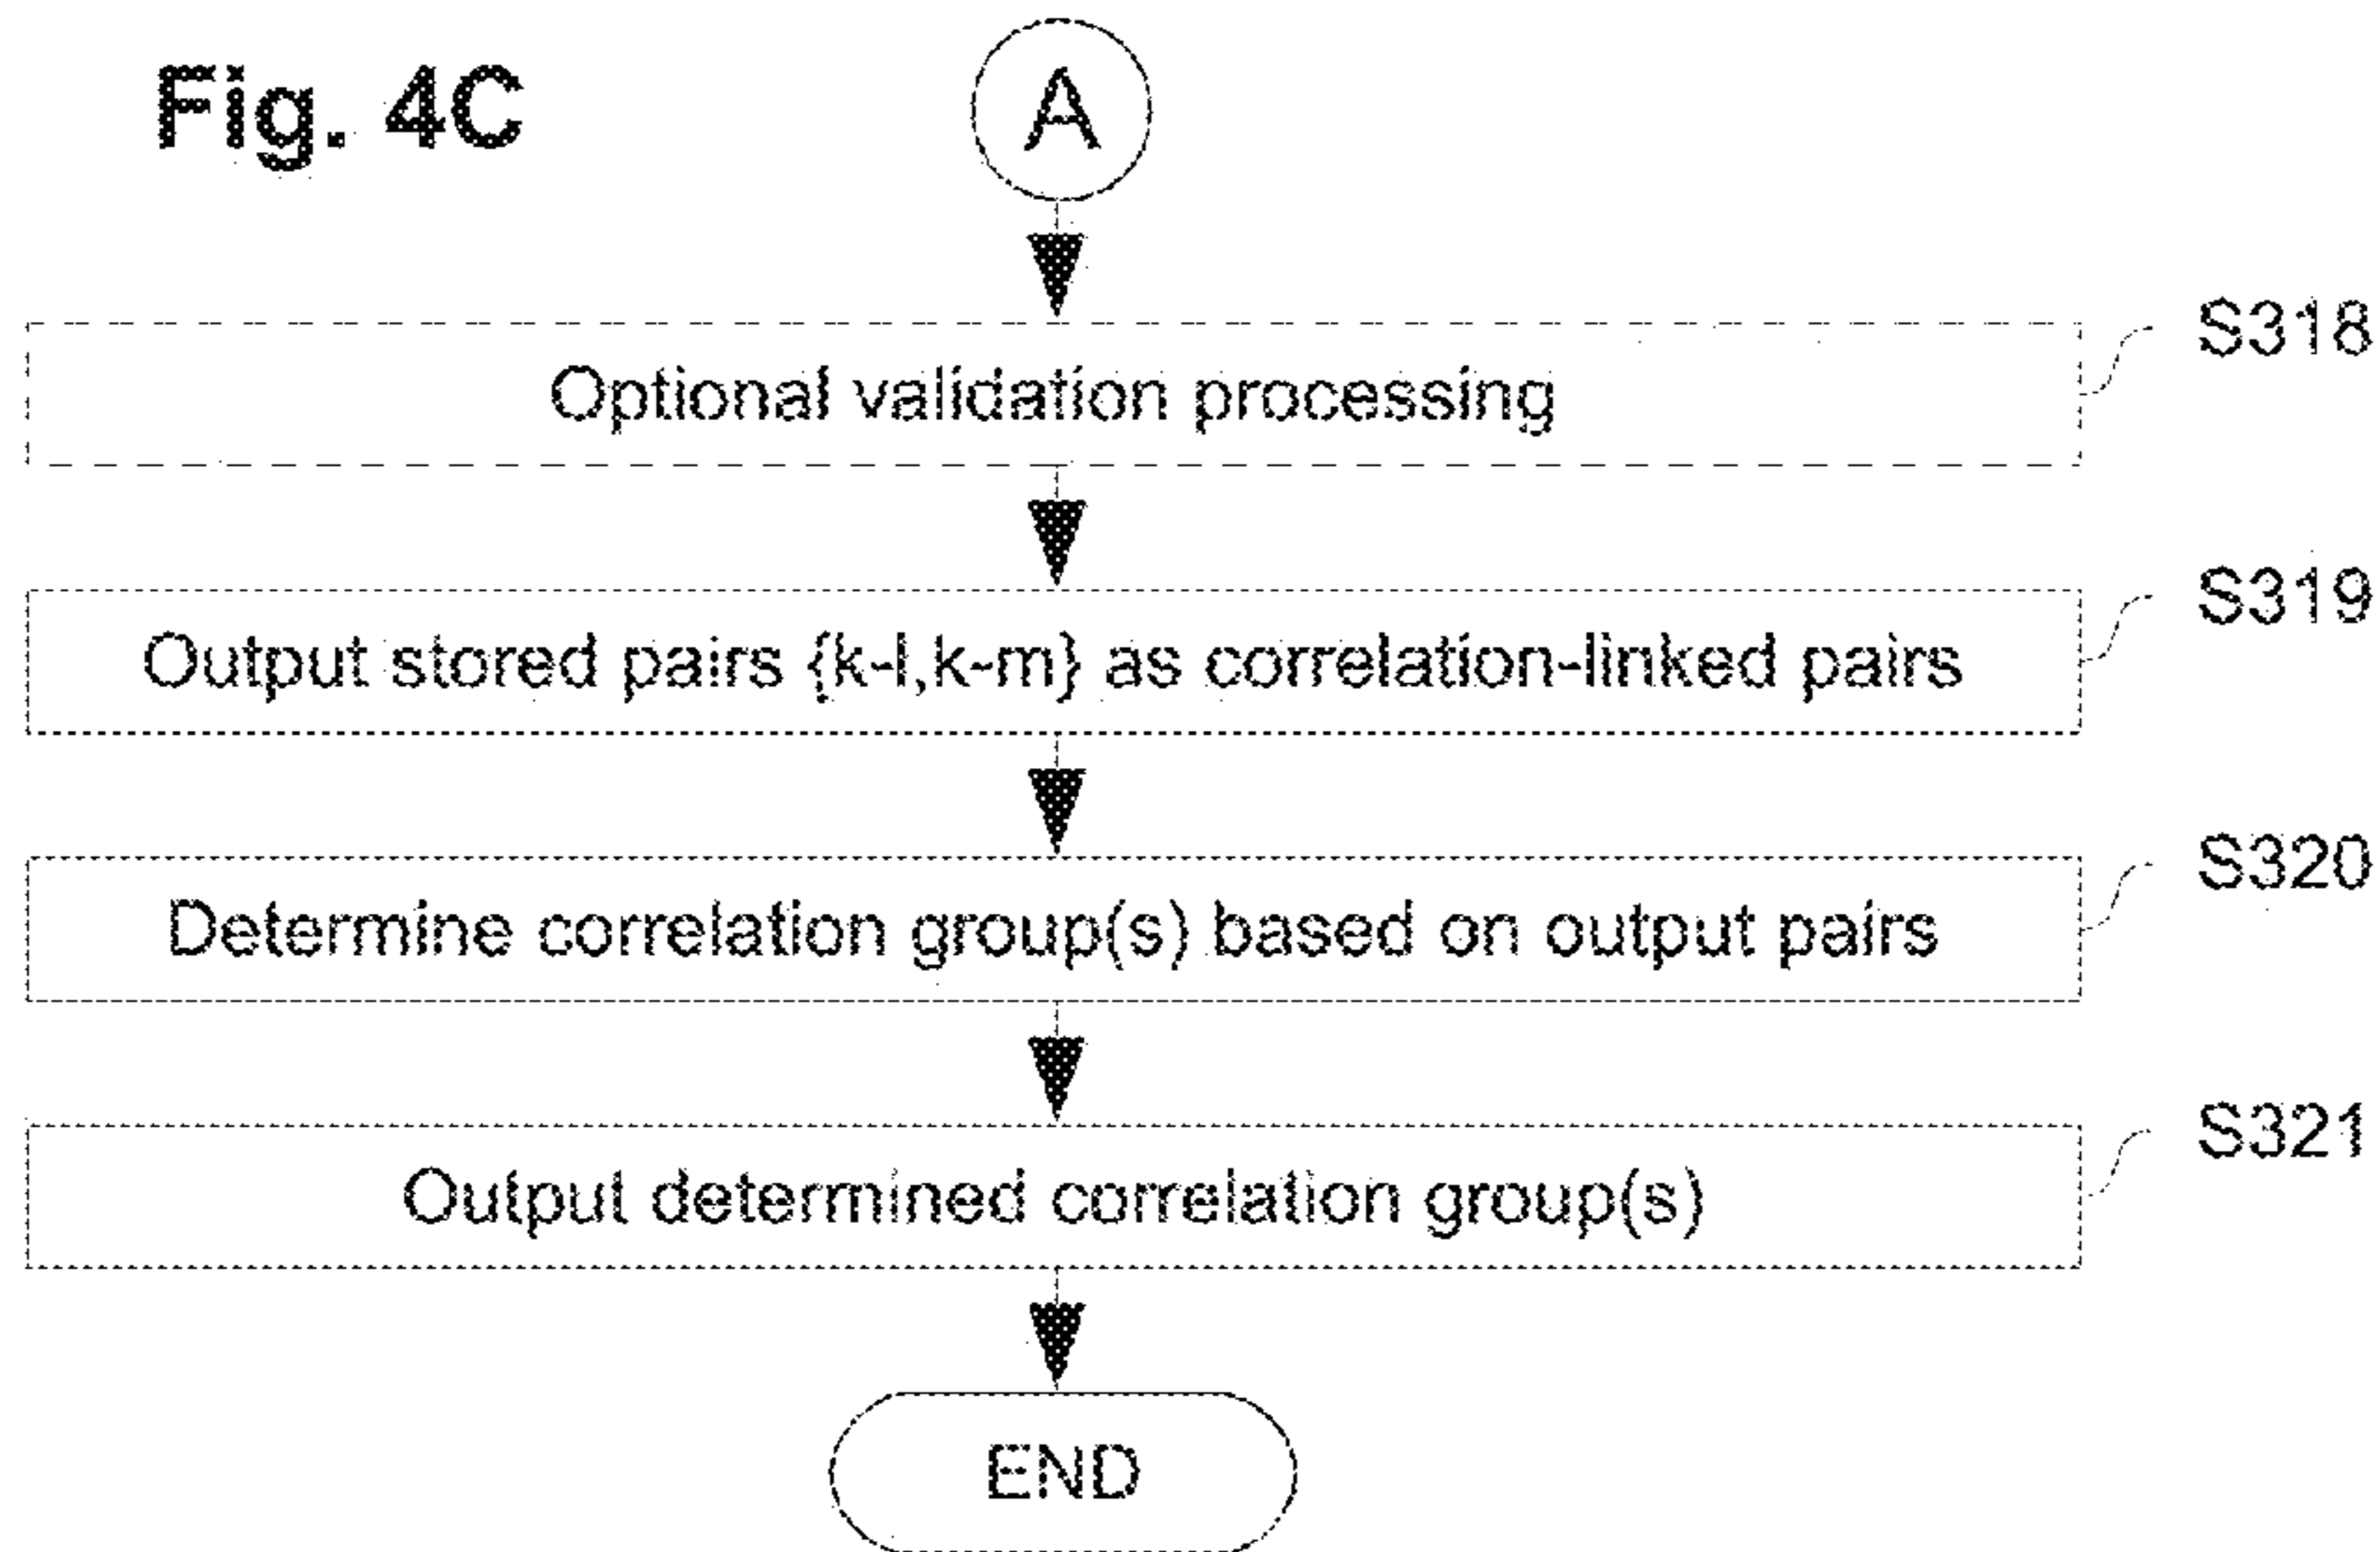 Fig. 4C
A
S318
Optional validation processing
S319
Output stored pairs {k-l,k-m} as correlation-linked pairs
S320
Determine correlation group(s) based on output pairs
S321
Output determined correlation group(s)
END